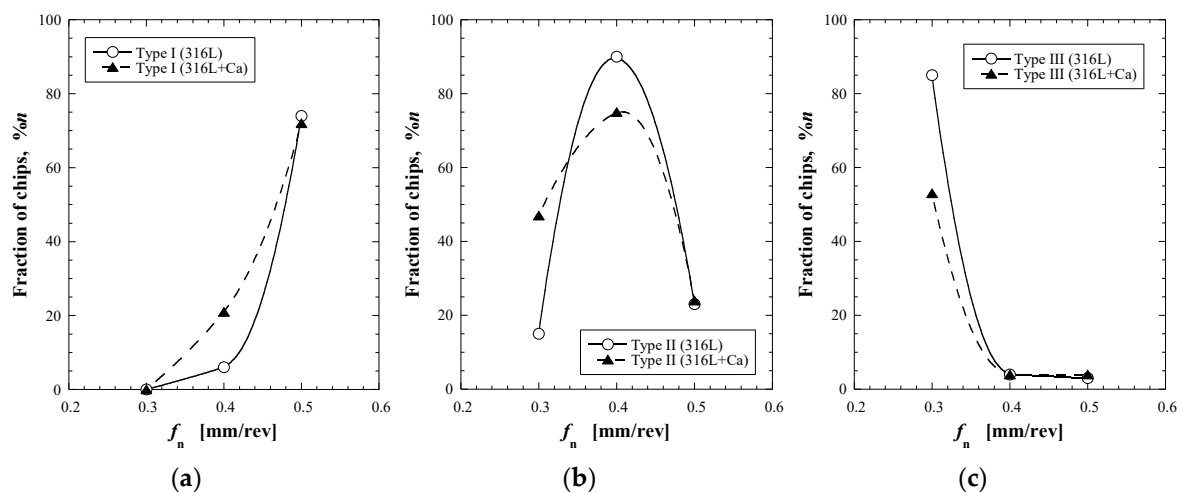 100
80
60
40
20
0
Fraction of chips, %n
Type I (316L)
Type I (316L+Ca)
0.2 0.3 0.4 0.5 0.6
fn [mm/rev]
(a)
100
80
60
40
20
0
Fraction of chips, %n
Type II (316L)
Type II (316L+Ca)
0.2 0.3 0.4 0.5 0.6
fn [mm/rev]
(b)
100
80
60
40
20
0
Fraction of chips, %n
Type III (316L)
Type III (316L+Ca)
0.2 0.3 0.4 0.5 0.6
fn [mm/rev]
(c)